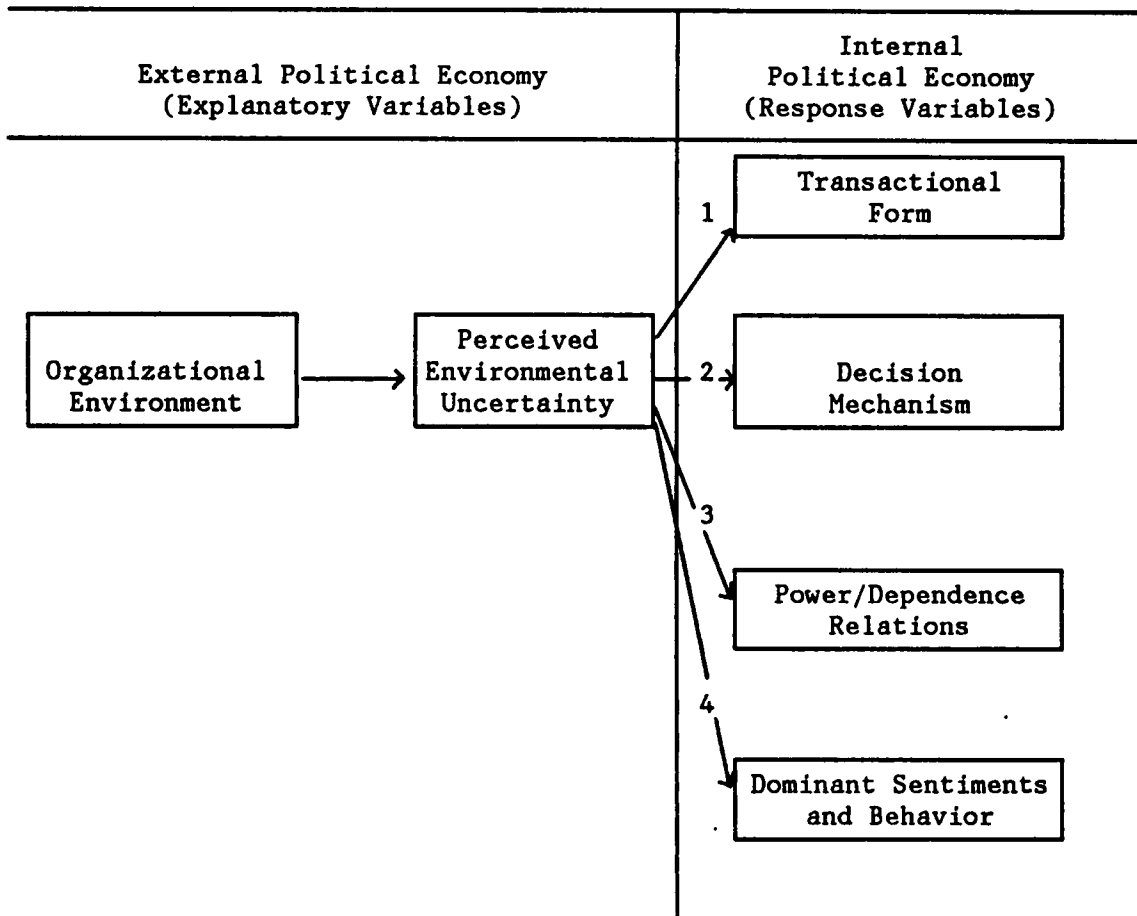 External Political Economy
(Explanatory Variables)
Internal
Political Economy
(Response Variables)
Transactional
Form
1
Organizational
Environment
Perceived
Environmental
Uncertainty
2
Decision
Mechanism
3
Power/Dependence
Relations
4
Dominant Sentiments
and Behavior